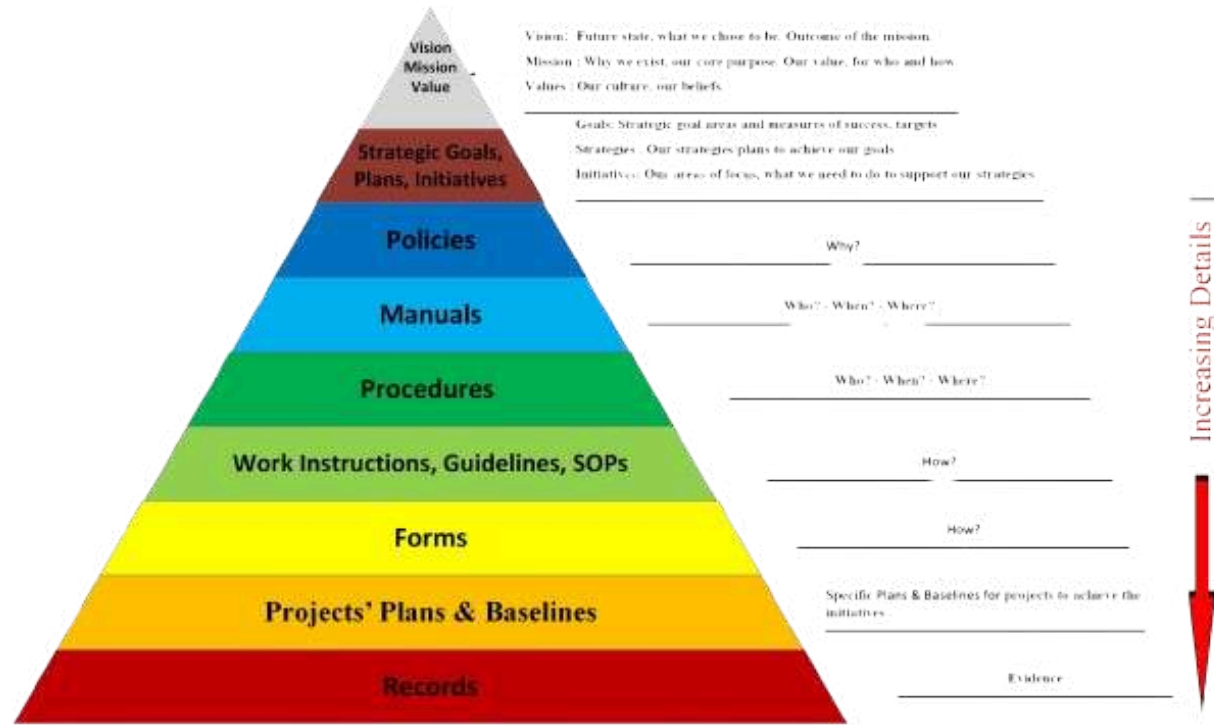 Vision
Mission
Value
Vision: Future state, what we chose to be. Outcome of the mission.
Mission : Why we exist, our core purpose. Our value, for who and how
Values : Our culture, our beliefs.
Strategic Goals,
Plans, Initiatives
Goals: Strategic goal areas and measures of success, targets
Strategies : Our strategies plans to achieve our goals
Initiatives: Our areas of focus, what we need to do to support our strategies
Policies
Why?
Manuals
Who? - When? - Where?
Procedures
Who? - When? - Where?
Work Instructions, Guidelines, SOPs
How?
Forms
How?
Projects' Plans & Baselines
Specific Plans & Baselines for projects to achieve the
initiatives
Records
Evidence
Increasing Details